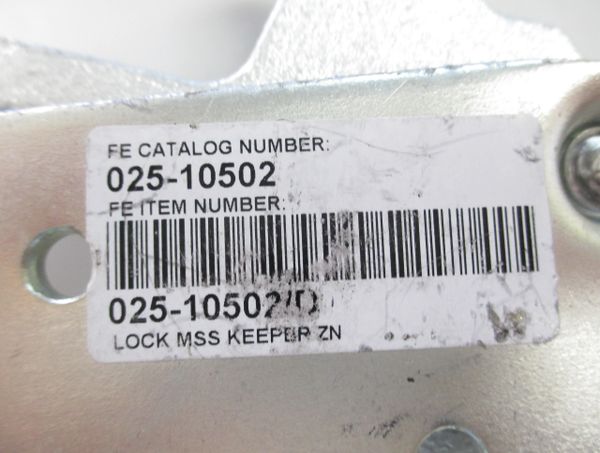 FE CATALOG NUMBER:
025-10502
FE ITEM NUMBER:
025-10502/D
LOCK MSS KEEPER ZN